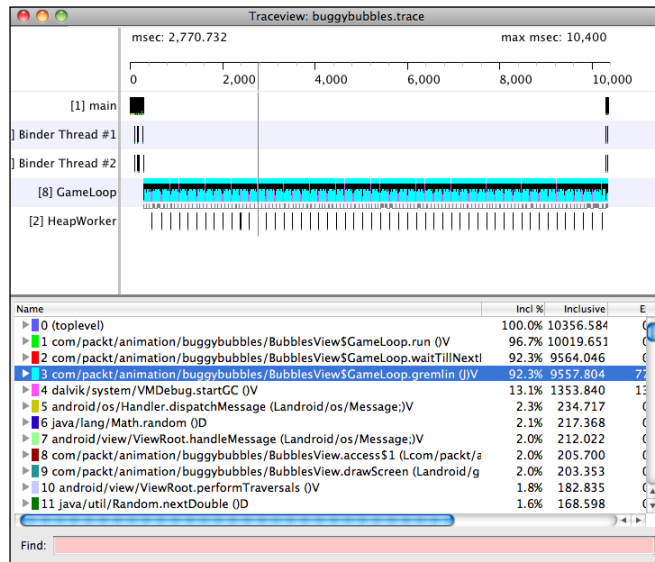 Traceview: buggybubbles.trace
msec: 2,770.732 max msec: 10,400
0 2,000 4,000 6,000 8,000 10,000
[1] main
] Binder Thread #1
] Binder Thread #2
[8] GameLoop
[2] HeapWorker
Name Incl % Inclusive E
0 (toplevel) 100.0% 10356.584
1 com/packt/animation/buggybubbles/BubblesView$GameLoop.run ()V 96.7% 10019.651
2 com/packt/animation/buggybubbles/BubblesView$GameLoop.waitTillNextI 92.3% 9564.046
3 com/packt/animation/buggybubbles/BubblesView$GameLoop.gremlin (J)V 92.3% 9557.804 77
4 dalvik/system/VMDebug.startGC ()V 13.1% 1353.840 13
5 android/os/Handler.dispatchMessage (Landroid/os/Message;)V 2.3% 234.717
6 java/lang/Math.random ()D 2.1% 217.368
7 android/view/ViewRoot.handleMessage (Landroid/os/Message;)V 2.0% 212.022
8 com/packt/animation/buggybubbles/BubblesView.access$1 (Lcom/packt/a 2.0% 205.700
9 com/packt/animation/buggybubbles/BubblesView.drawScreen (Landroid/g 2.0% 203.353
10 android/view/ViewRoot.performTraversals ()V 1.8% 182.835
11 java/util/Random.nextDouble ()D 1.6% 168.598
Find: